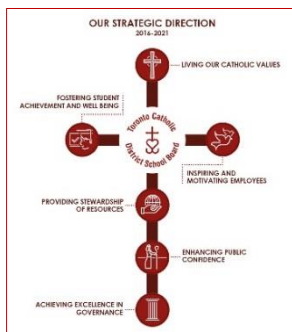 OUR STRATEGIC DIRECTION
2016-2021
LIVING OUR CATHOLIC VALUES
FOSTERING STUDENT
ACHIEVEMENT AND WELL BEING
Toronto Catholic
District School Board
INSPIRING AND
MOTIVATING EMPLOYEES
PROVIDING STEWARDSHIP
OF RESOURCES
ENHANCING PUBLIC
CONFIDENCE
ACHIEVING EXCELLENCE IN
GOVERNANCE